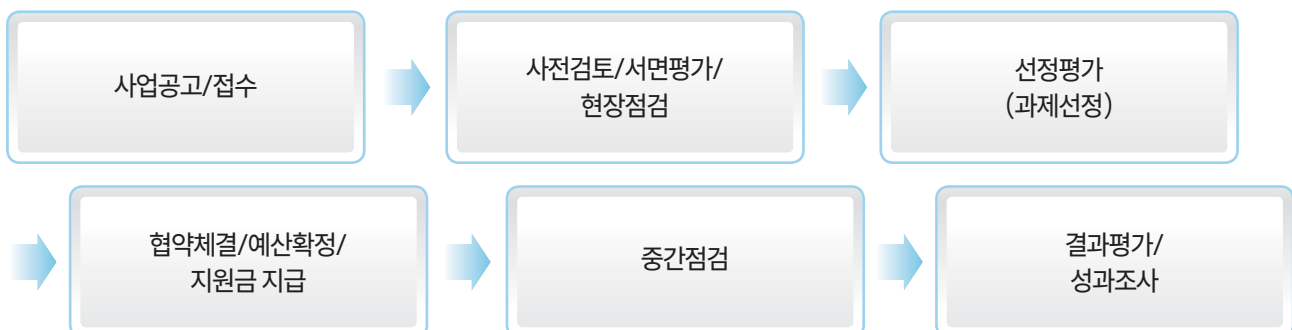 사업공고/접수
사전검토/서면평가/
현장점검
선정평가
(과제선정)
협약체결/예산확정/
지원금 지급
중간점검
결과평가/
성과조사